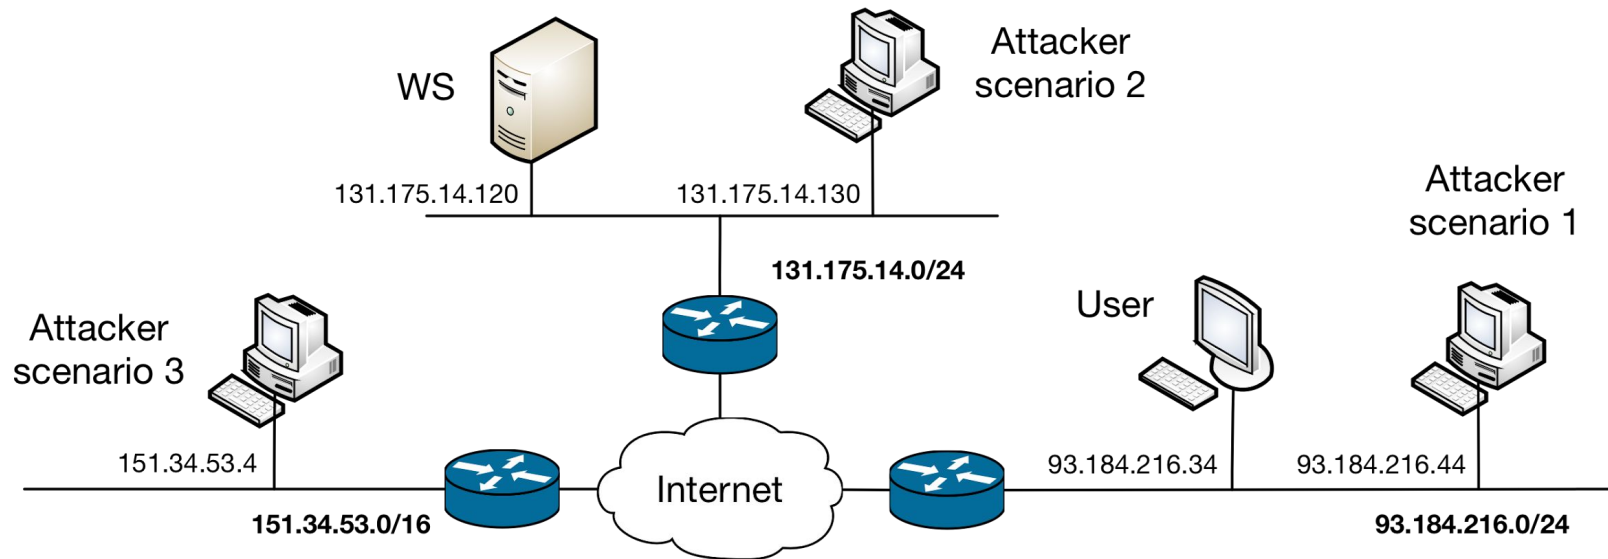 WS
Attacker
scenario 2
131.175.14.120
131.175.14.130
Attacker
scenario 1
131.175.14.0/24
User
Attacker
scenario 3
151.34.53.4
Internet
93.184.216.34
93.184.216.44
151.34.53.0/16
93.184.216.0/24